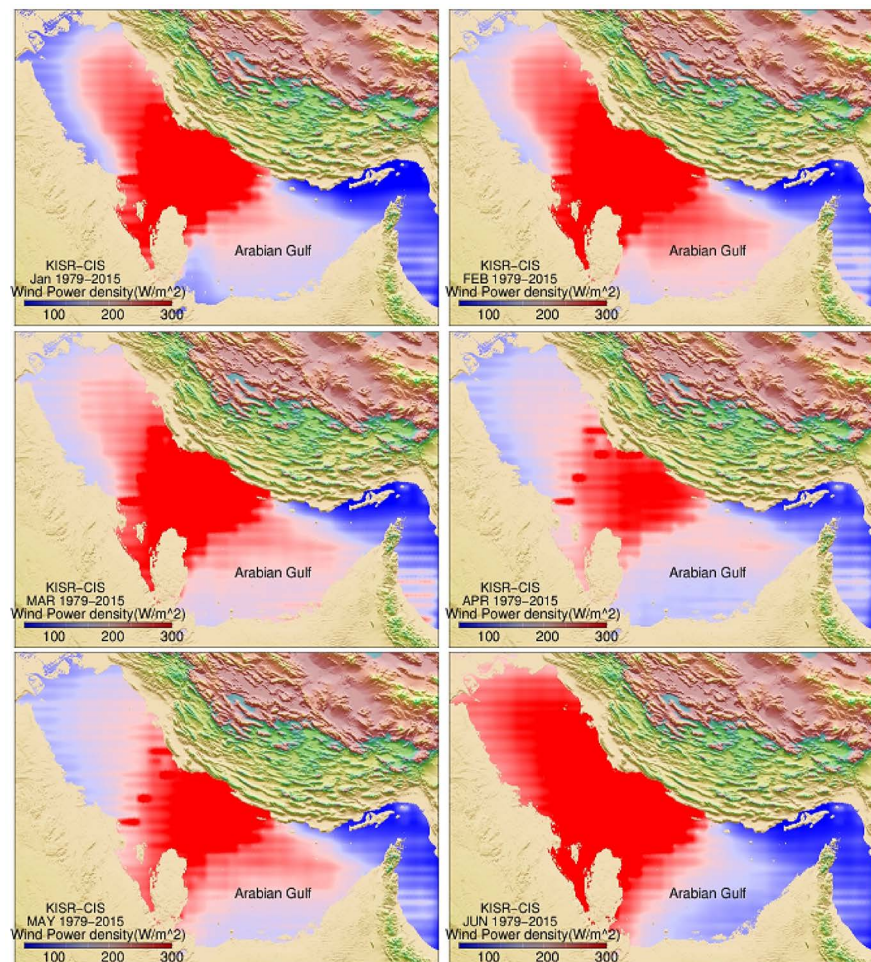 Arabian Gulf
KISR-CIS
Jan 1979-2015
Wind Power density(W/m^2)
100 200 300
Arabian Gulf
KISR-CIS
FEB 1979-2015
Wind Power density(W/m^2)
100 200 300
Arabian Gulf
KISR-CIS
MAR 1979-2015
Wind Power density(W/m^2)
100 200 300
Arabian Gulf
KISR-CIS
APR 1979-2015
Wind Power density(W/m^2)
100 200 300
Arabian Gulf
KISR-CIS
MAY 1979-2015
Wind Power density(W/m^2)
100 200 300
Arabian Gulf
KISR-CIS
JUN 1979-2015
Wind Power density(W/m^2)
100 200 300